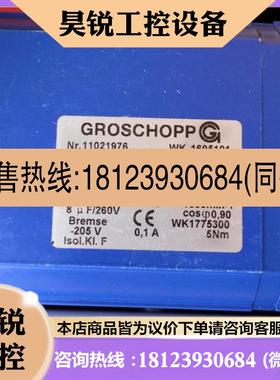 昊锐工控设备
GROSCHOPP G
Nr. 11021976
售热线:18123930684(同
8 µF/260V
cosφ0,90
Bremse
WK1775300
-205 V
0,1 A
5Nm
Isol.Kl. F
CE
锐
控
本店商品皆为议价下单请咨询客服
咨询热线:18123930684 (微